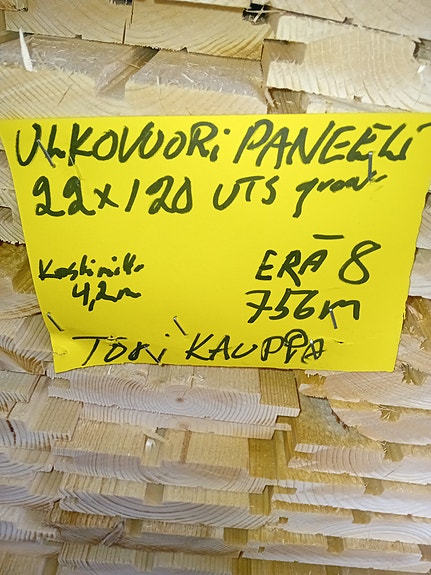 ULKOVUORi PANEELI
22x120 UTS
Keskimitta
4,2m
ERÄ 8
756m
TORi KAUPPA